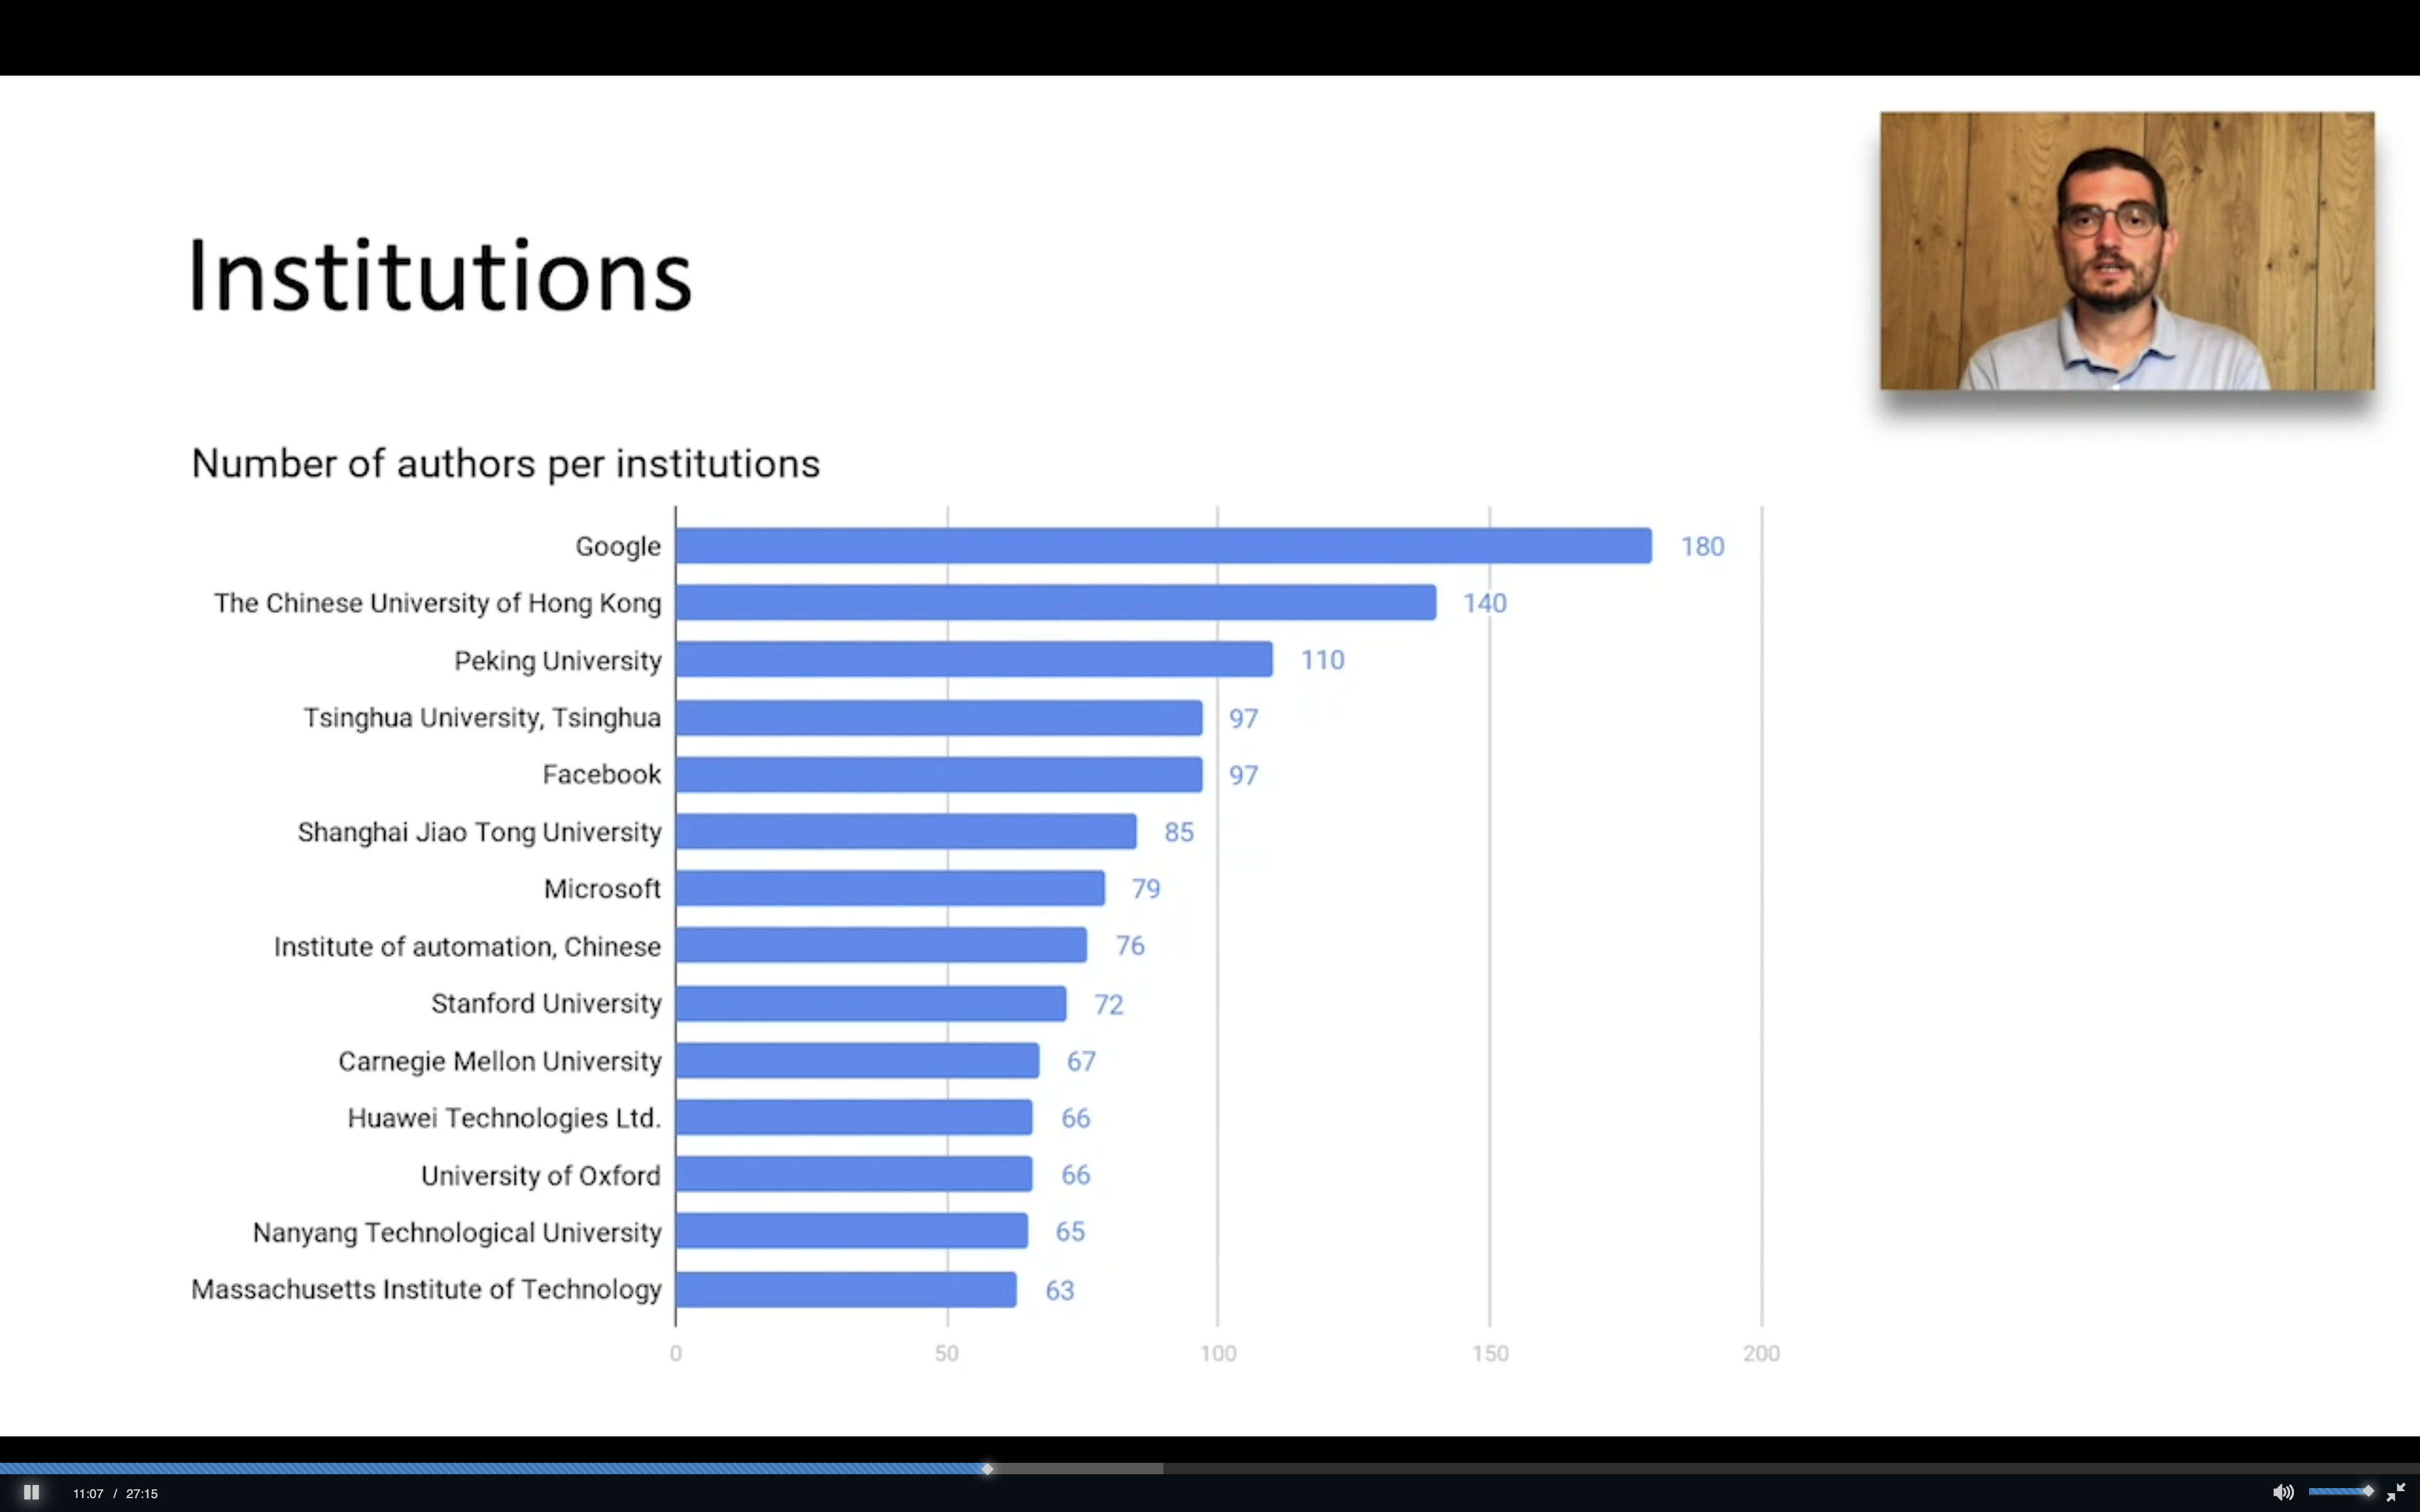 Institutions
Number of authors per institutions
Google 180
The Chinese University of Hong Kong 140
Peking University 110
Tsinghua University, Tsinghua 97
Facebook 97
Shanghai Jiao Tong University 85
Microsoft 79
Institute of automation, Chinese 76
Stanford University 72
Carnegie Mellon University 67
Huawei Technologies Ltd. 66
University of Oxford 66
Nanyang Technological University 65
Massachusetts Institute of Technology 63
0 50 100 150 200
11:07 / 27:15